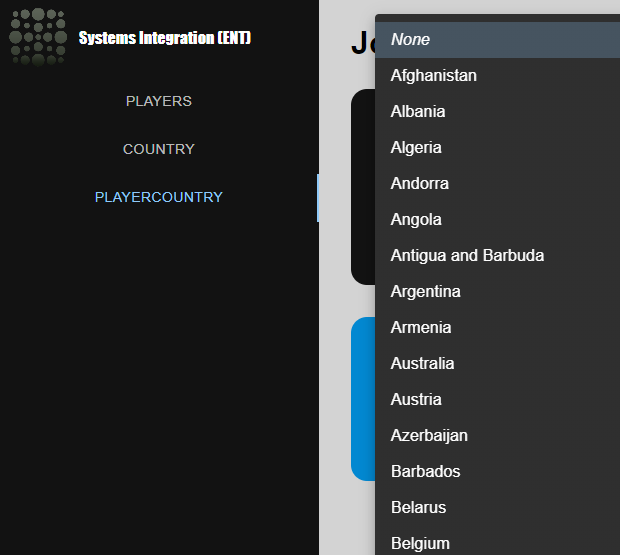 Systems Integration (ENT)
PLAYERS
COUNTRY
PLAYERCOUNTRY
None
Afghanistan
Albania
Algeria
Andorra
Angola
Antigua and Barbuda
Argentina
Armenia
Australia
Austria
Azerbaijan
Barbados
Belarus
Belgium